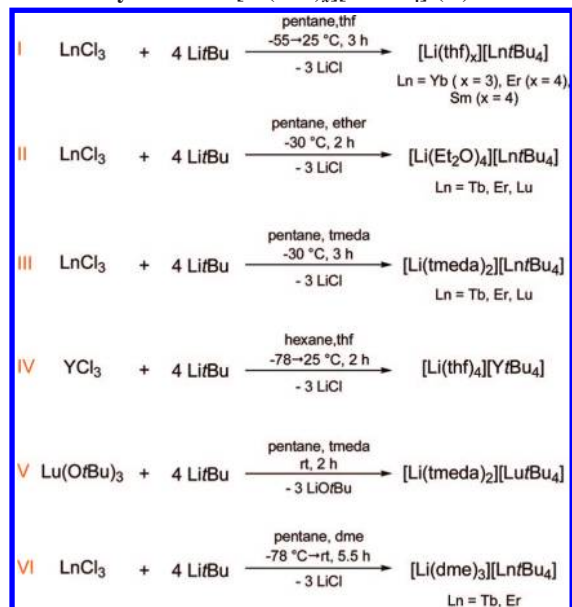 pentane,thf
I LnCl3 + 4 LitBu -55→25 °C, 3 h [Li(thf)x][LntBu4]
- 3 LiCl
Ln = Yb ( x = 3), Er (x = 4),
Sm (x = 4)
pentane, ether
II LnCl3 + 4 LitBu -30 °C, 2 h [Li(Et2O)4][LntBu4]
- 3 LiCl
Ln = Tb, Er, Lu
pentane, tmeda
III LnCl3 + 4 LitBu -30 °C, 3 h [Li(tmeda)2][LntBu4]
- 3 LiCl
Ln = Tb, Er, Lu
hexane,thf
IV YCl3 + 4 LitBu -78→25 °C, 2 h [Li(thf)4][YtBu4]
- 3 LiCl
pentane, tmeda
V Lu(OtBu)3 + 4 LitBu rt, 2 h [Li(tmeda)2][LutBu4]
- 3 LiOtBu
pentane, dme
VI LnCl3 + 4 LitBu -78 °C→rt, 5.5 h [Li(dme)3][LntBu4]
- 3 LiCl
Ln = Tb, Er